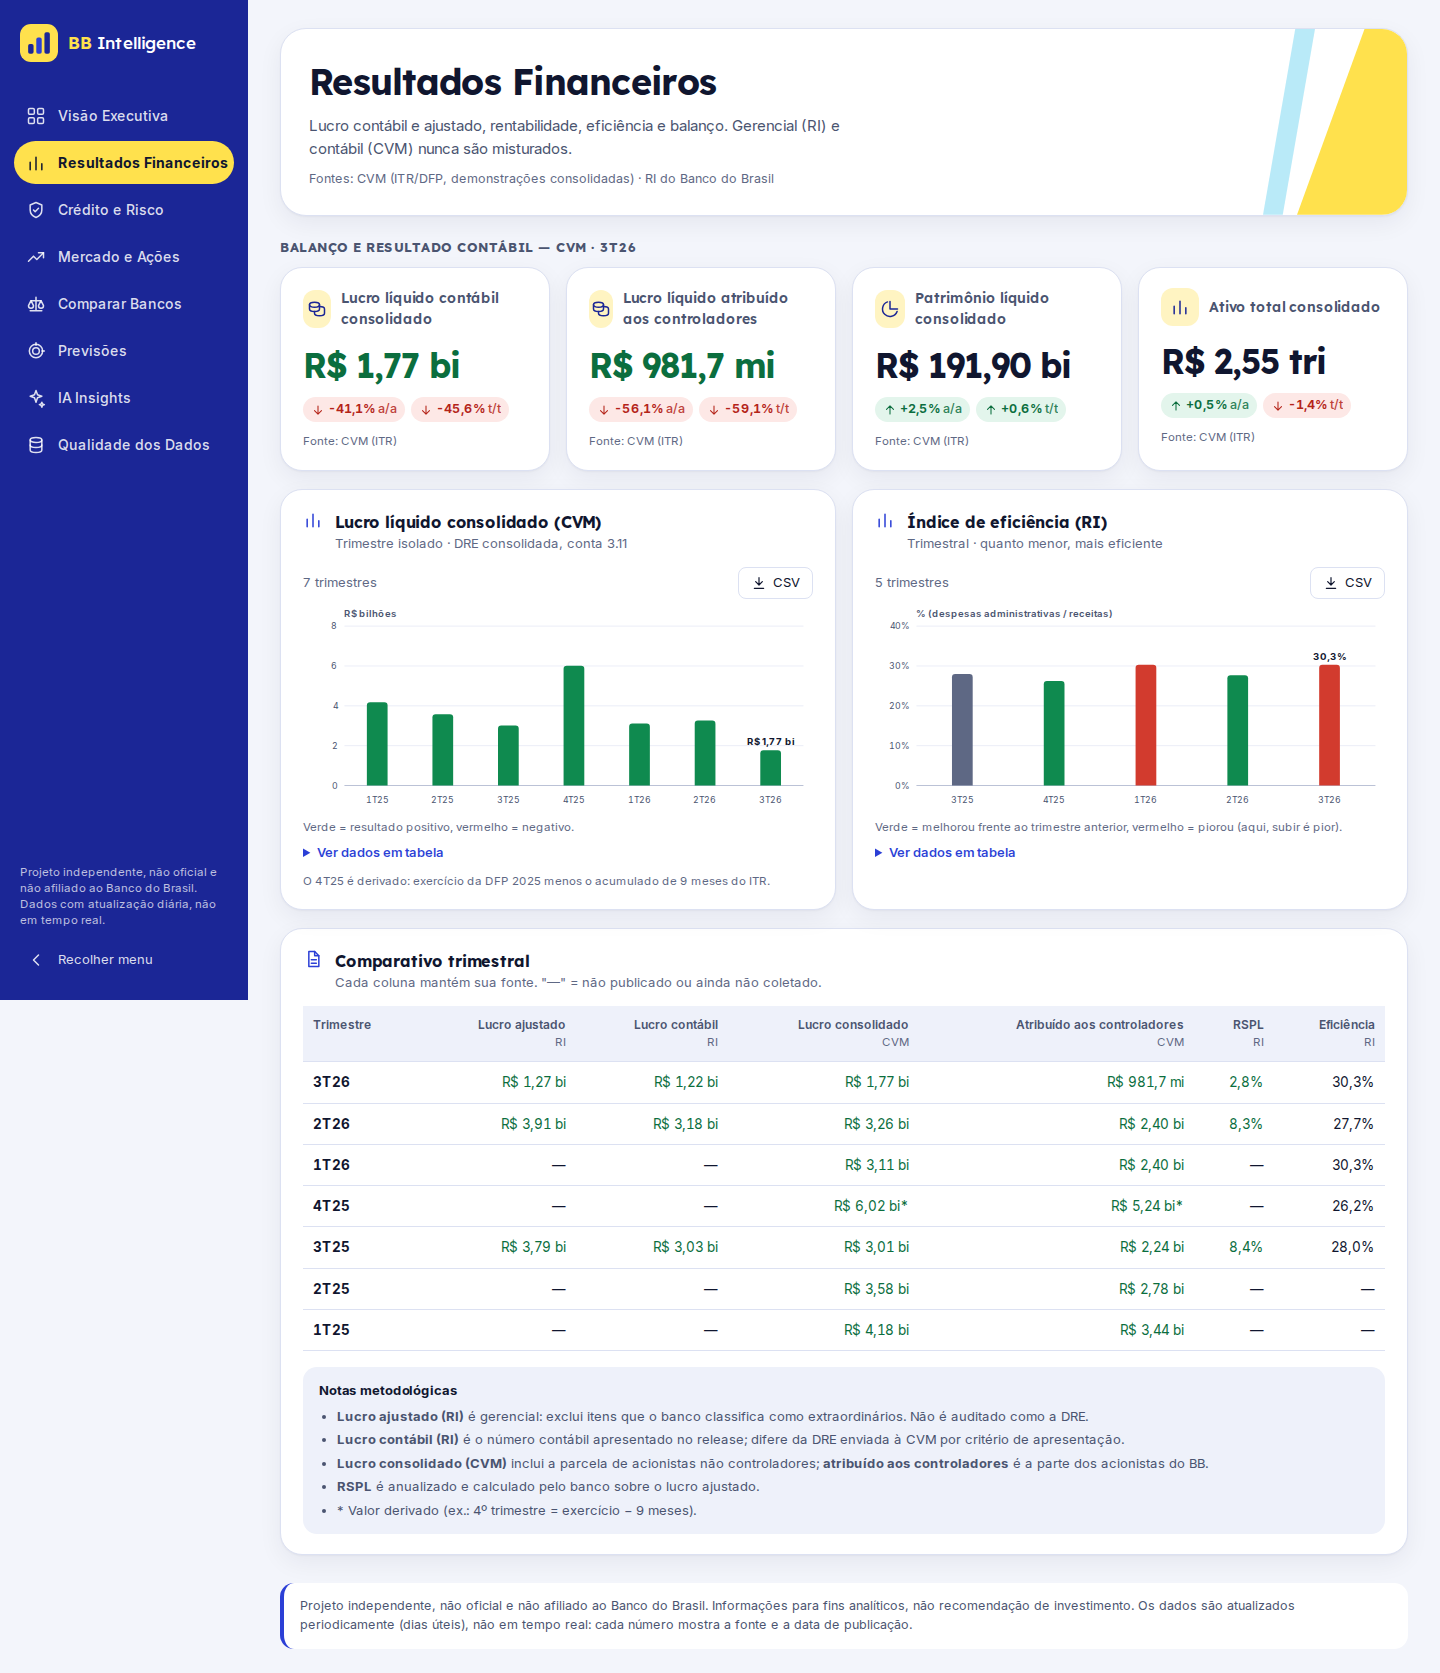 BB Intelligence
Visão Executiva
Resultados Financeiros
Crédito e Risco
Mercado e Ações
Comparar Bancos
Previsões
IA Insights
Qualidade dos Dados
Projeto independente, não oficial e
não afiliado ao Banco do Brasil.
Dados com atualização diária, não
em tempo real.
Recolher menu
Resultados Financeiros
Lucro contábil e ajustado, rentabilidade, eficiência e balanço. Gerencial (RI) e
contábil (CVM) nunca são misturados.
Fontes: CVM (ITR/DFP, demonstrações consolidadas) · RI do Banco do Brasil
BALANÇO E RESULTADO CONTÁBIL — CVM · 3T26
Lucro líquido contábil
consolidado
R$ 1,77 bi
-41,1% a/a -45,6% t/t
Fonte: CVM (ITR)
Lucro líquido atribuído
aos controladores
R$ 981,7 mi
-56,1% a/a -59,1% t/t
Fonte: CVM (ITR)
Patrimônio líquido
consolidado
R$ 191,90 bi
+2,5% a/a +0,6% t/t
Fonte: CVM (ITR)
Ativo total consolidado
R$ 2,55 tri
+0,5% a/a -1,4% t/t
Fonte: CVM (ITR)
Lucro líquido consolidado (CVM)
Trimestre isolado · DRE consolidada, conta 3.11
7 trimestres CSV
R$ bilhões
8
6
4
2
0
R$ 1,77 bi
1T25 2T25 3T25 4T25 1T26 2T26 3T26
Verde = resultado positivo, vermelho = negativo.
Ver dados em tabela
O 4T25 é derivado: exercício da DFP 2025 menos o acumulado de 9 meses do ITR.
Índice de eficiência (RI)
Trimestral · quanto menor, mais eficiente
5 trimestres CSV
% (despesas administrativas / receitas)
40%
30%
20%
10%
0%
30,3%
3T25 4T25 1T26 2T26 3T26
Verde = melhorou frente ao trimestre anterior, vermelho = piorou (aqui, subir é pior).
Ver dados em tabela
Comparativo trimestral
Cada coluna mantém sua fonte. "—" = não publicado ou ainda não coletado.
Trimestre Lucro ajustado Lucro contábil Lucro consolidado Atribuído aos controladores RSPL Eficiência
RI RI CVM CVM RI RI
3T26 R$ 1,27 bi R$ 1,22 bi R$ 1,77 bi R$ 981,7 mi 2,8% 30,3%
2T26 R$ 3,91 bi R$ 3,18 bi R$ 3,26 bi R$ 2,40 bi 8,3% 27,7%
1T26 — — R$ 3,11 bi R$ 2,40 bi — 30,3%
4T25 — — R$ 6,02 bi* R$ 5,24 bi* — 26,2%
3T25 R$ 3,79 bi R$ 3,03 bi R$ 3,01 bi R$ 2,24 bi 8,4% 28,0%
2T25 — — R$ 3,58 bi R$ 2,78 bi — —
1T25 — — R$ 4,18 bi R$ 3,44 bi — —
Notas metodológicas
• Lucro ajustado (RI) é gerencial: exclui itens que o banco classifica como extraordinários. Não é auditado como a DRE.
• Lucro contábil (RI) é o número contábil apresentado no release; difere da DRE enviada à CVM por critério de apresentação.
• Lucro consolidado (CVM) inclui a parcela de acionistas não controladores; atribuído aos controladores é a parte dos acionistas do BB.
• RSPL é anualizado e calculado pelo banco sobre o lucro ajustado.
• * Valor derivado (ex.: 4º trimestre = exercício − 9 meses).
Projeto independente, não oficial e não afiliado ao Banco do Brasil. Informações para fins analíticos, não recomendação de investimento. Os dados são atualizados
periodicamente (dias úteis), não em tempo real: cada número mostra a fonte e a data de publicação.